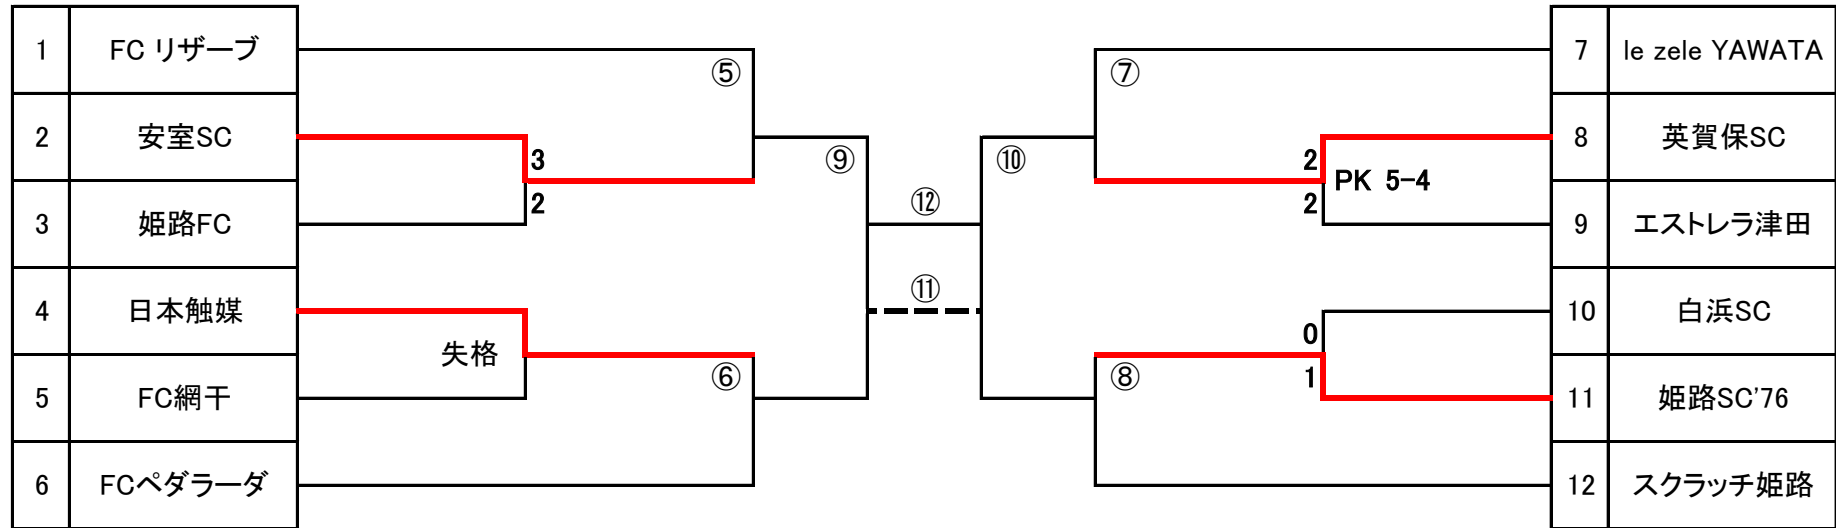 1 FC リザーブ
2 安室SC
3 姫路FC
4 日本触媒
5 FC網干
6 FCペダラーダ
⑤
3
2
失格
⑥
⑨
⑫
⑪
⑩
⑦
2
PK 5-4
2
0
1
⑧
7 le zele YAWATA
8 英賀保SC
9 エストレラ津田
10 白浜SC
11 姫路SC'76
12 スクラッチ姫路